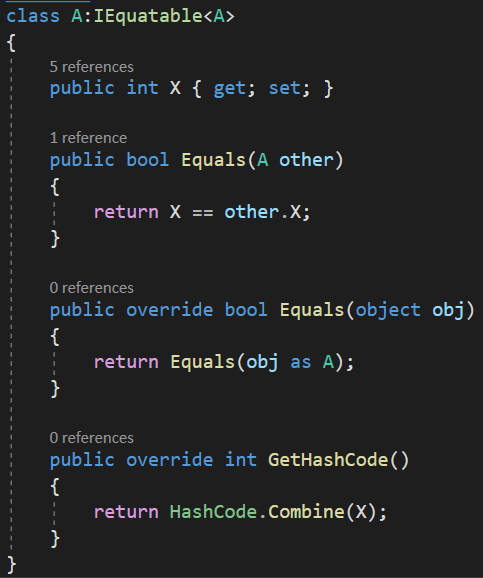 class A:IEquatable<A>
{
5 references
public int X { get; set; }
1 reference
public bool Equals(A other)
{
return X == other.X;
}
0 references
public override bool Equals(object obj)
{
return Equals(obj as A);
}
0 references
public override int GetHashCode()
{
return HashCode.Combine(X);
}
}